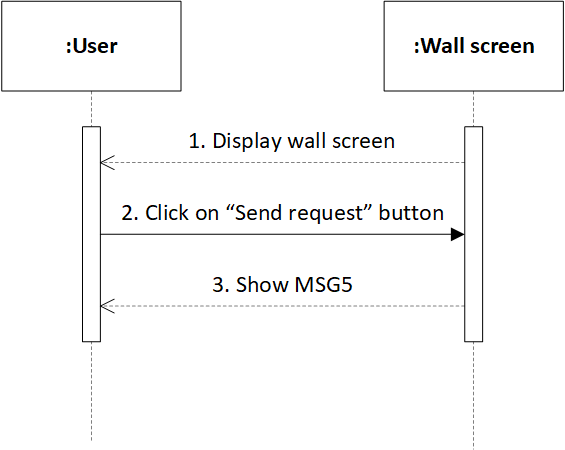 :User
:Wall screen
1. Display wall screen
2. Click on “Send request” button
3. Show MSG5